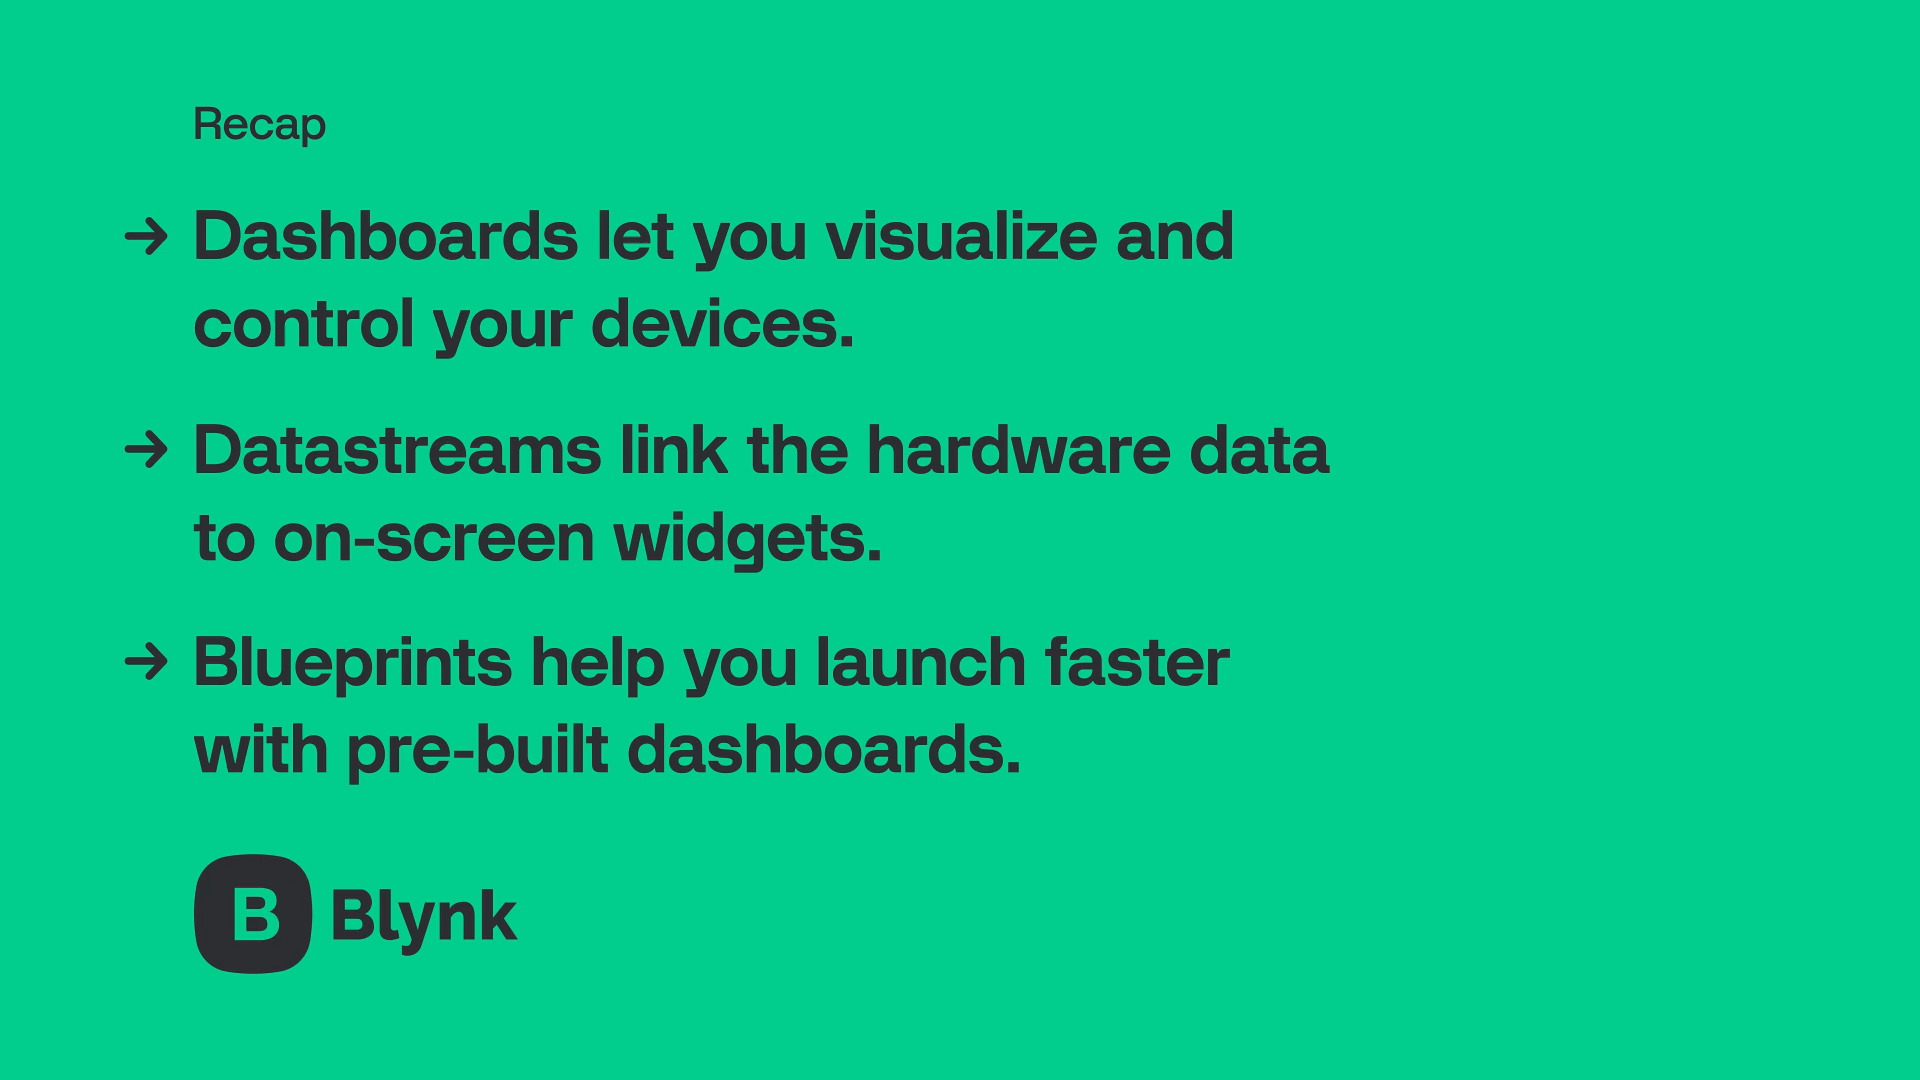 Recap
→ Dashboards let you visualize and
control your devices.
→ Datastreams link the hardware data
to on-screen widgets.
→ Blueprints help you launch faster
with pre-built dashboards.
B Blynk